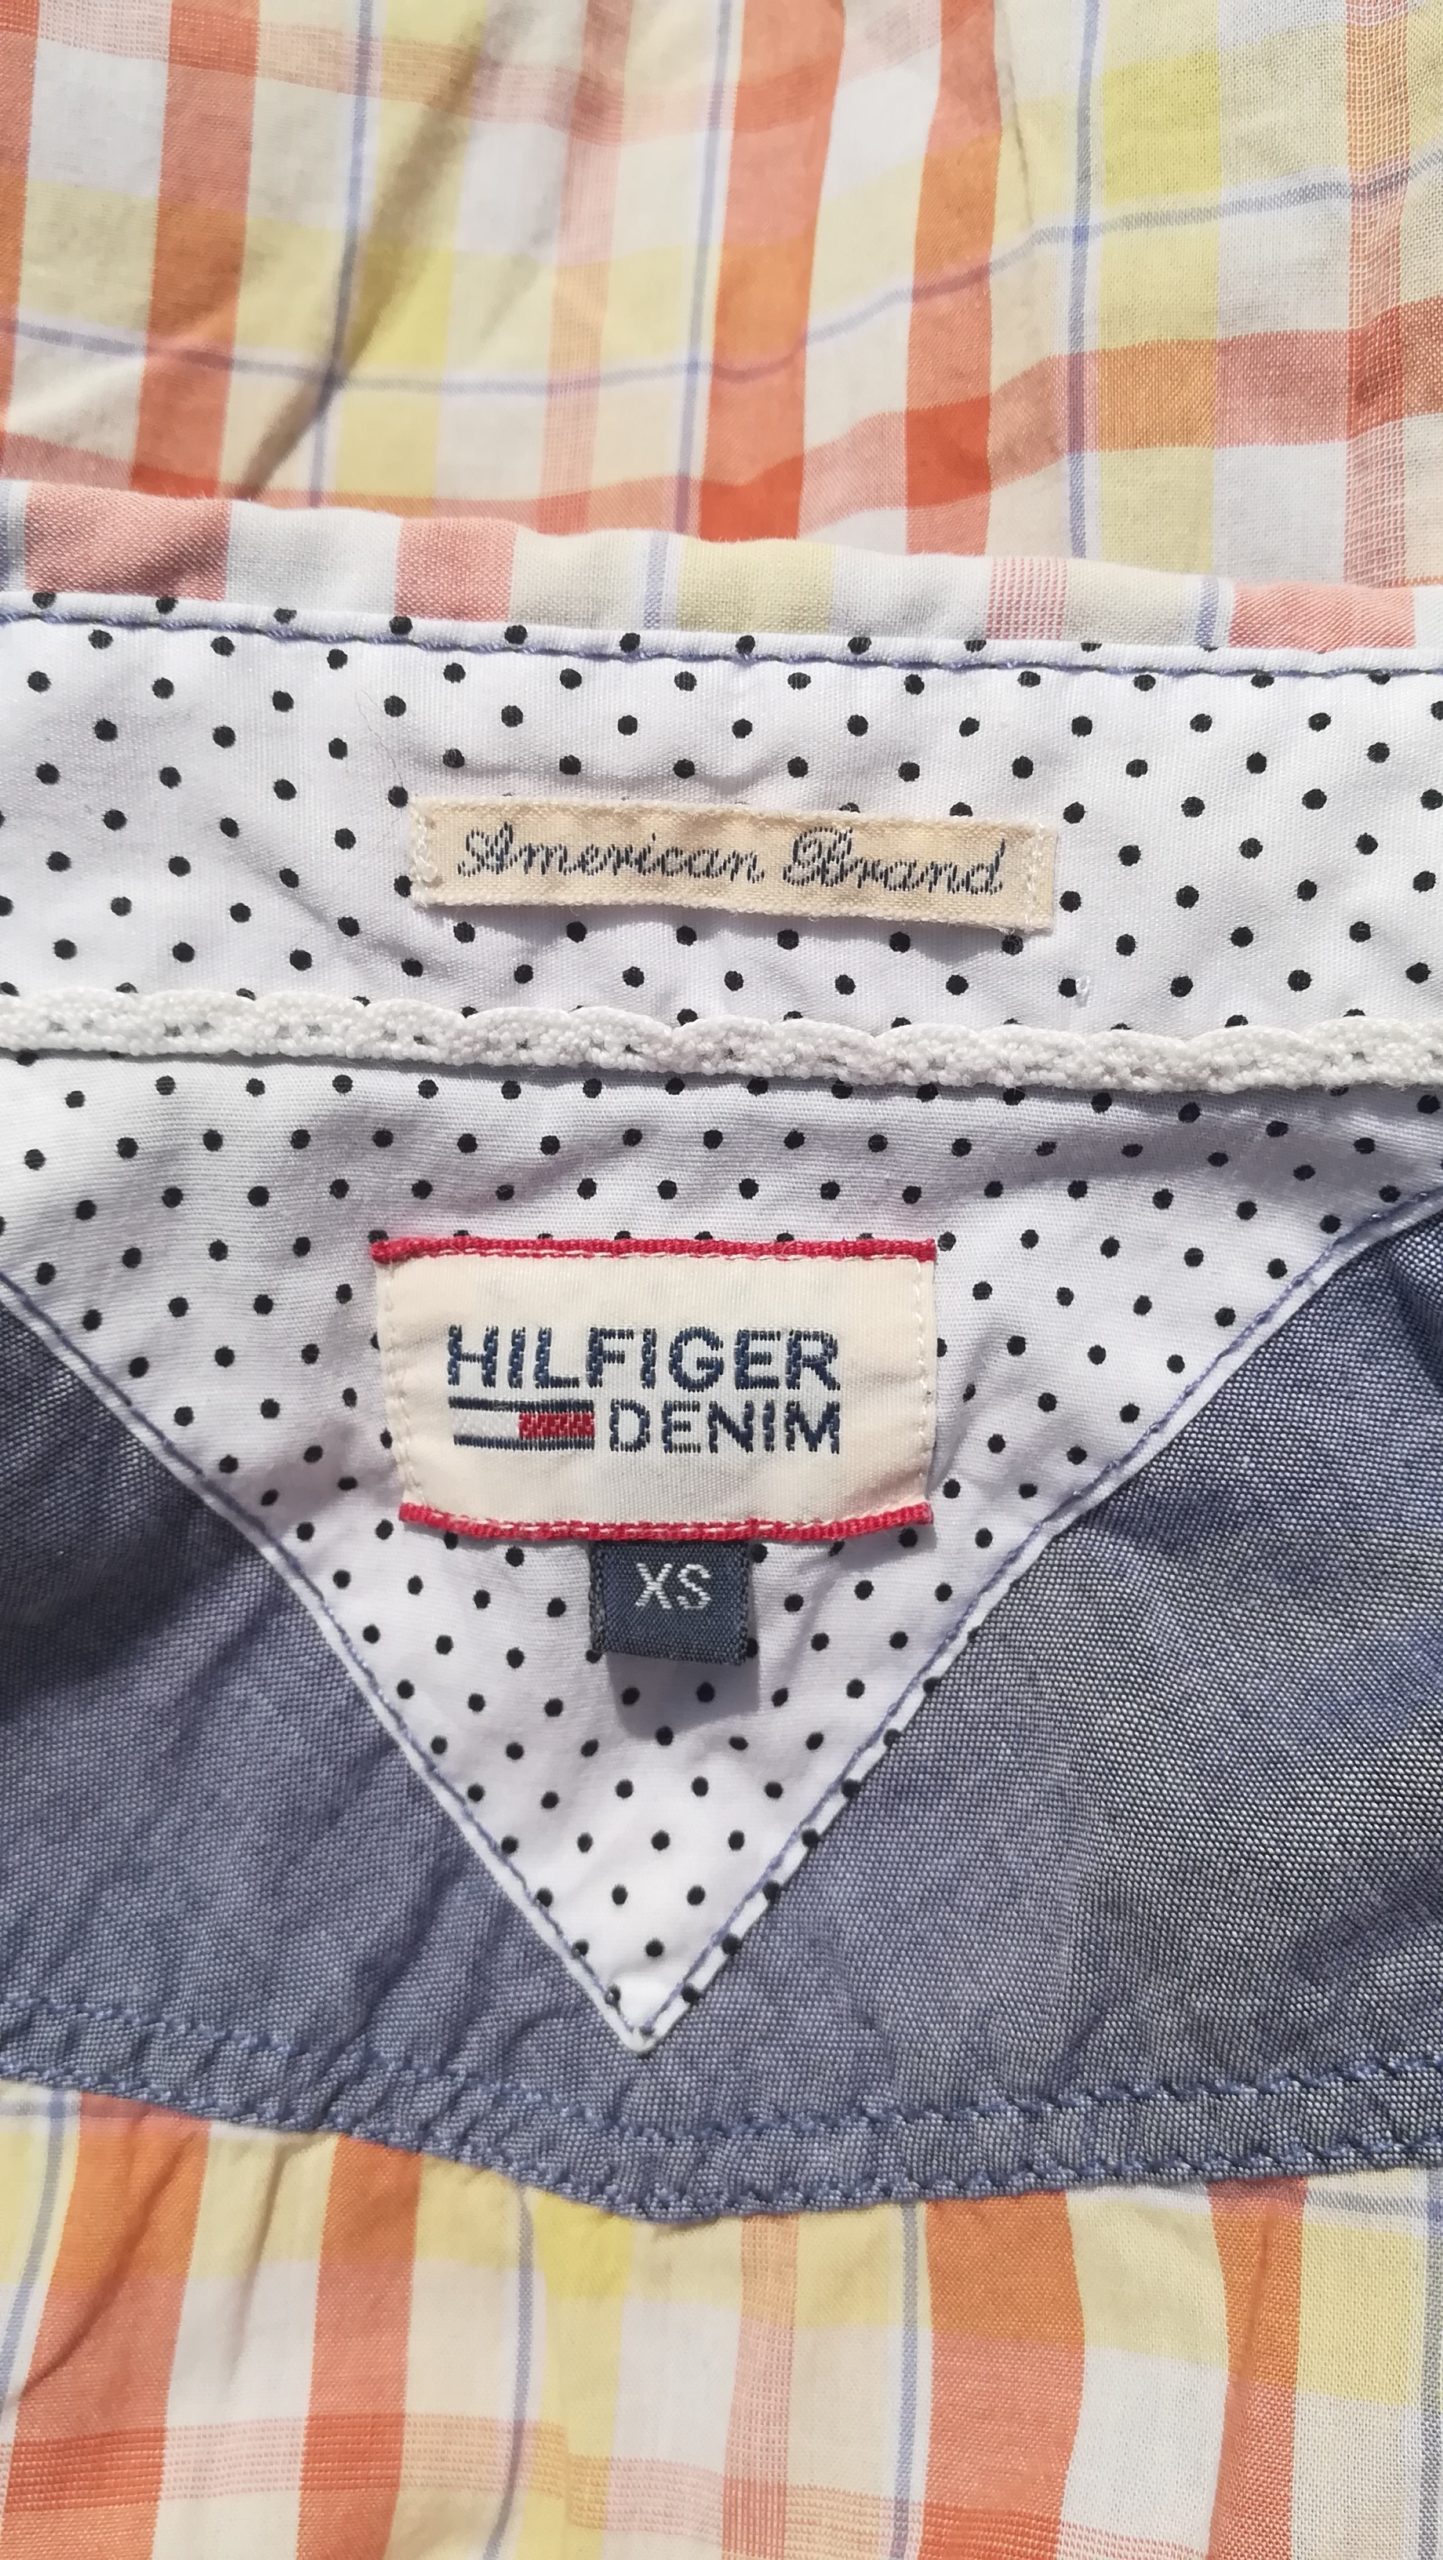 American Brand
HILFIGER
DENIM
XS